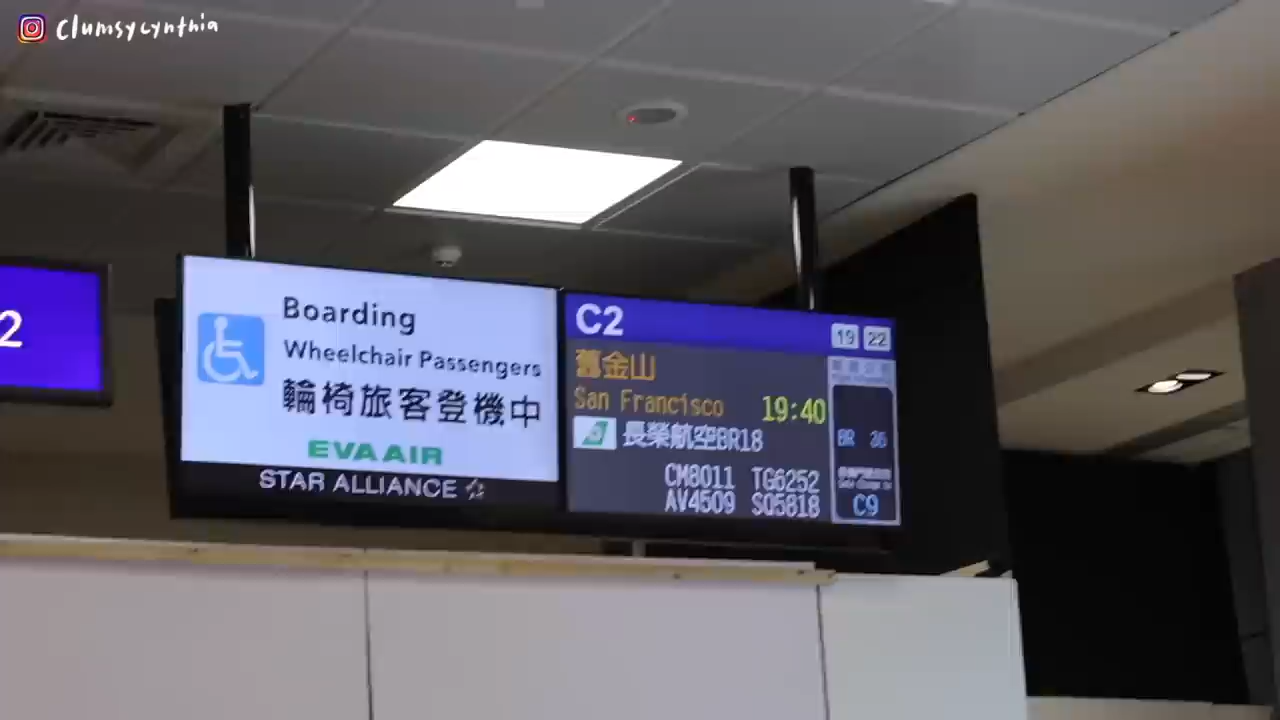 Clumsycynthia
2
Boarding
Wheelchair Passengers
輪椅旅客登機中
EVA AIR
STAR ALLIANCE
C2
19 22
舊金山
San Francisco 19:40
長榮航空BR18
CM8011 TG6252
AV4509 SQ5818
BR 36
C9